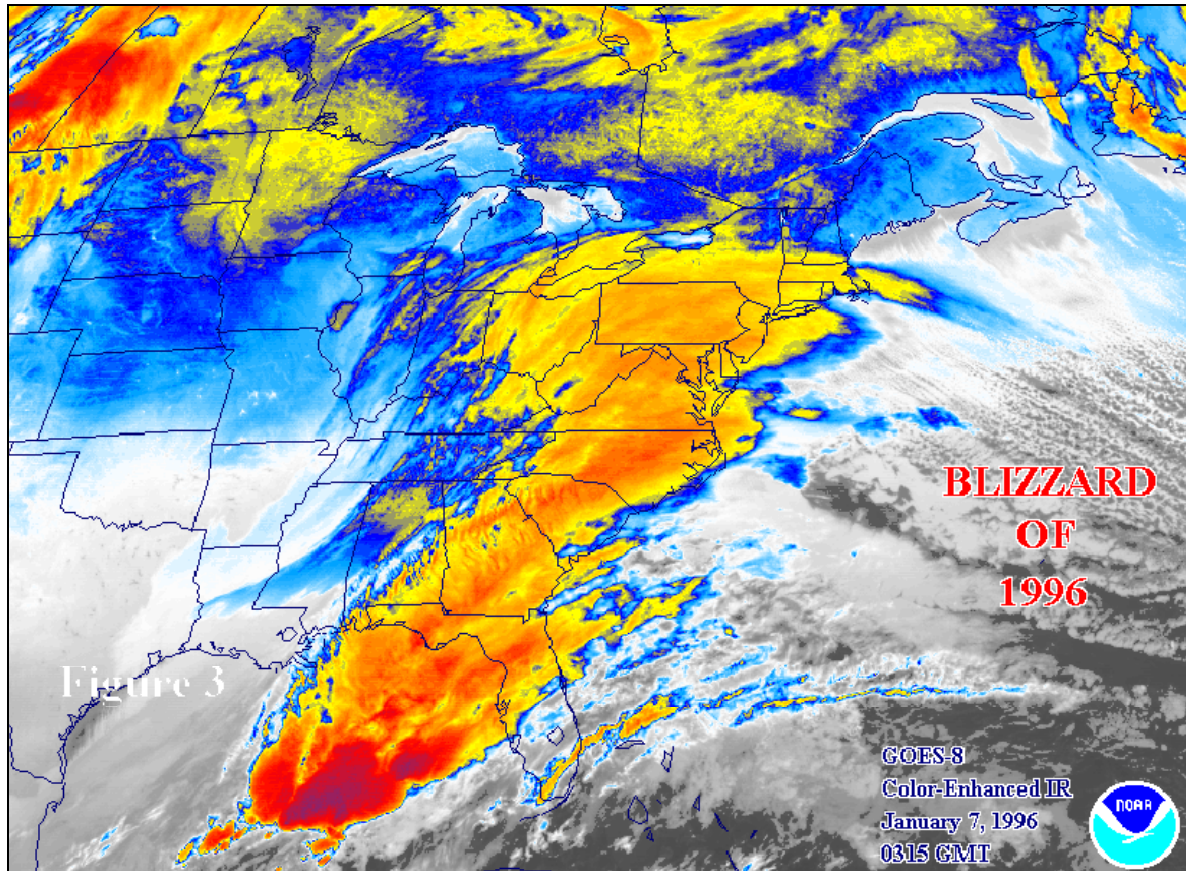 BLIZZARD
OF
1996
Figure 3
GOES-8
Color-Enhanced IR
January 7, 1996
0315 GMT
NOAA